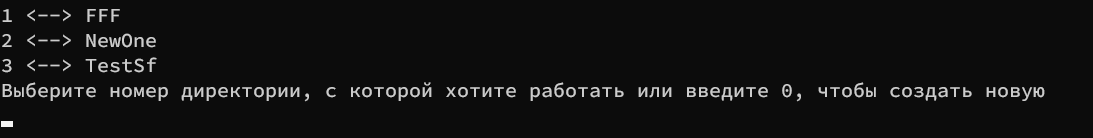 1 <--> FFF
2 <--> NewOne
3 <--> TestSf
Выберите номер директории, с которой хотите работать или введите 0, чтобы создать новую